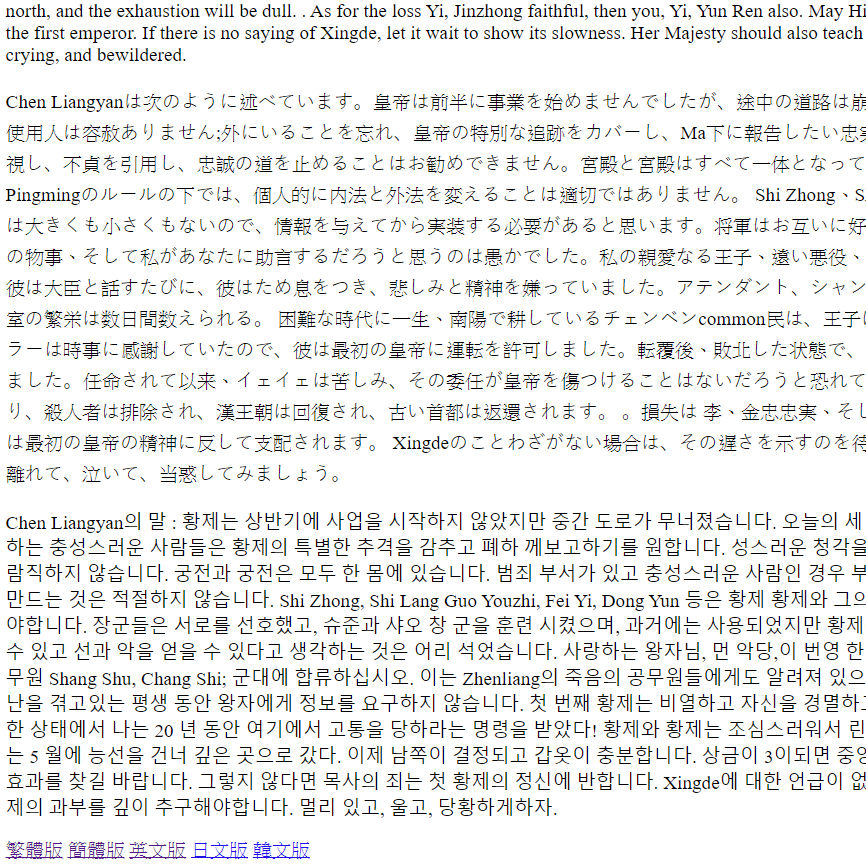 north, and the exhaustion will be dull. . As for the loss Yi, Jinzhong faithful, then you, Yi, Yun Ren also. May Hi
the first emperor. If there is no saying of Xingde, let it wait to show its slowness. Her Majesty should also teach
crying, and bewildered.
Chen Liangyanは次のように述べています。皇帝は前半に事業を始めませんでしたが、途中の道路は崩
使用人は容赦ありません;外にいることを忘れ、皇帝の特別な追跡をカバーし、Ma下に報告したい忠実
視し、不貞を引用し、忠誠の道を止めることはお勧めできません。宮殿と宮殿はすべて一体となって
Pingmingのルールの下では、個人的に内法と外法を変えることは適切ではありません。 Shi Zhong、S
は大きくも小さくもないので、情報を与えてから実装する必要があると思います。将軍はお互いに好
の物事、そして私があなたに助言するだろうと思うのは愚かでした。私の親愛なる王子、遠い悪役、
彼は大臣と話すたびに、彼はため息をつき、悲しみと精神を嫌っていました。アテンダント、シャン
室の繁栄は数日間数えられる。 困難な時代に一生、南陽で耕しているチェンベンcommon民は、王子に
ラーは時事に感謝していたので、彼は最初の皇帝に運転を許可しました。転覆後、敗北した状態で、
ました。任命されて以来、イェイェは苦しみ、その委任が皇帝を傷つけることはないだろうと恐れて
り、殺人者は排除され、漢王朝は回復され、古い首都は返還されます。 。損失は 李、金忠忠実、そし
は最初の皇帝の精神に反して支配されます。 Xingdeのことわざがない場合は、その遅さを示すのを待
離れて、泣いて、当惑してみましょう。
Chen Liangyan의 말 : 황제는 상반기에 사업을 시작하지 않았지만 중간 도로가 무너졌습니다. 오늘의 세
하는 충성스러운 사람들은 황제의 특별한 추격을 감추고 폐하 께보고하기를 원합니다. 성스러운 청각을
람직하지 않습니다. 궁전과 궁전은 모두 한 몸에 있습니다. 범죄 부서가 있고 충성스러운 사람인 경우 부
만드는 것은 적절하지 않습니다. Shi Zhong, Shi Lang Guo Youzhi, Fei Yi, Dong Yun 등은 황제 황제와 그의
야합니다. 장군들은 서로를 선호했고, 슈준과 샤오 창 군을 훈련 시켰으며, 과거에는 사용되었지만 황제
수 있고 선과 악을 얻을 수 있다고 생각하는 것은 어리 석었습니다. 사랑하는 왕자님, 먼 악당,이 번영 한
무원 Shang Shu, Chang Shi; 군대에 합류하십시오. 이는 Zhenliang의 죽음의 공무원들에게도 알려져 있으
난을 겪고있는 평생 동안 왕자에게 정보를 요구하지 않습니다. 첫 번째 황제는 비열하고 자신을 경멸하고
한 상태에서 나는 20 년 동안 여기에서 고통을 당하라는 명령을 받았다! 황제와 황제는 조심스러워서 린
는 5 월에 능선을 건너 깊은 곳으로 갔다. 이제 남쪽이 결정되고 갑옷이 충분합니다. 상금이 3이되면 중앙
효과를 찾길 바랍니다. 그렇지 않다면 목사의 죄는 첫 황제의 정신에 반합니다. Xingde에 대한 언급이 없
제의 과부를 깊이 추구해야합니다. 멀리 있고, 울고, 당황하게하자.
繁體版 簡體版 英文版 日文版 韓文版